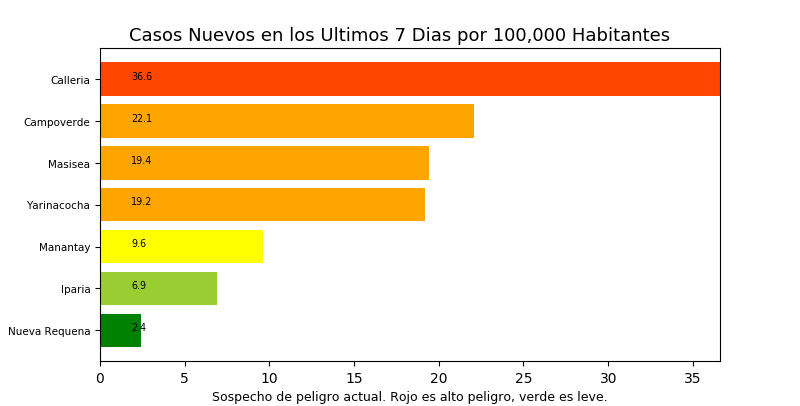 Casos Nuevos en los Ultimos 7 Dias por 100,000 Habitantes
Calleria 36.6
Campoverde 22.1
Masisea 19.4
Yarinacocha 19.2
Manantay 9.6
Iparia 6.9
Nueva Requena 2.4
0 5 10 15 20 25 30 35
Sospecho de peligro actual. Rojo es alto peligro, verde es leve.